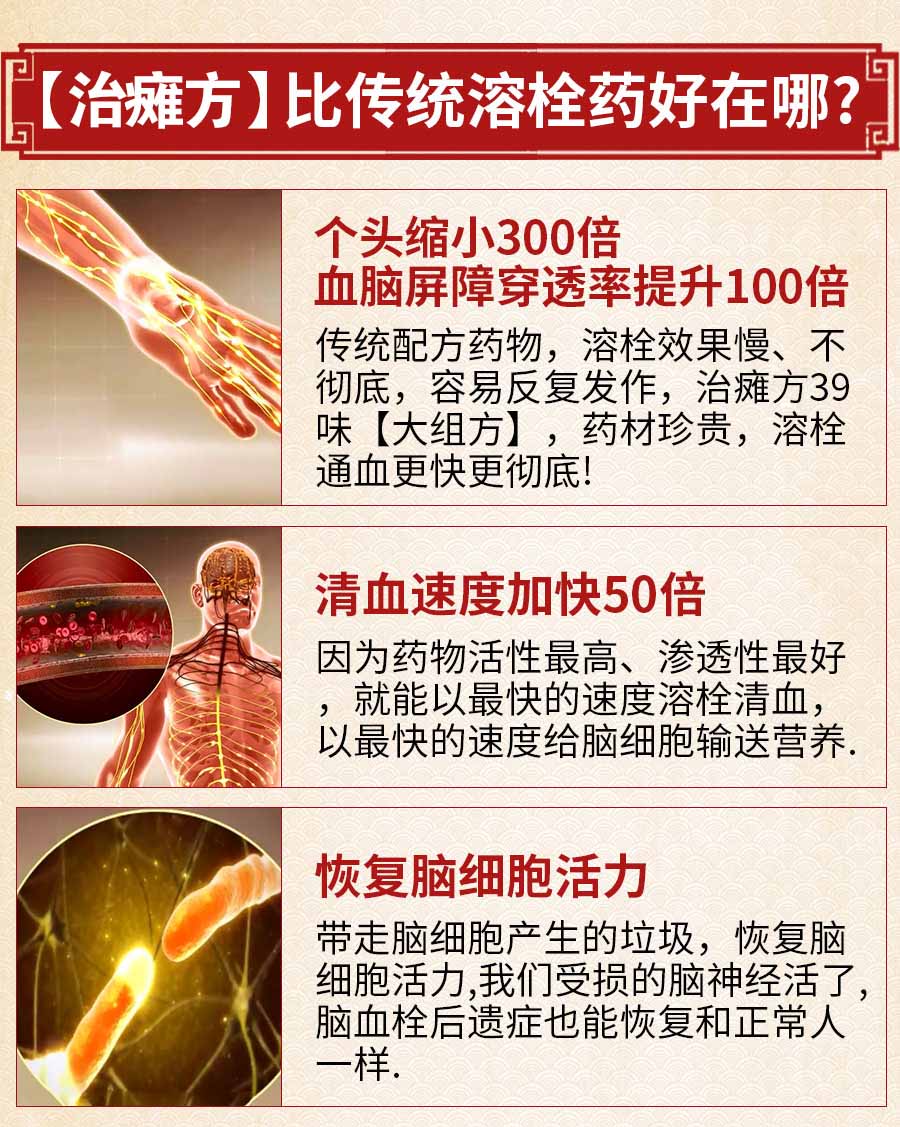 【治瘫方】比传统溶栓药好在哪?
个头缩小300倍
血脑屏障穿透率提升100倍
传统配方药物，溶栓效果慢、不
彻底，容易反复发作，治瘫方39
味【大组方】，药材珍贵，溶栓
通血更快更彻底!
清血速度加快50倍
因为药物活性最高、渗透性最好
，就能以最快的速度溶栓清血，
以最快的速度给脑细胞输送营养.
恢复脑细胞活力
带走脑细胞产生的垃圾，恢复脑
细胞活力,我们受损的脑神经活了,
脑血栓后遗症也能恢复和正常人
一样.